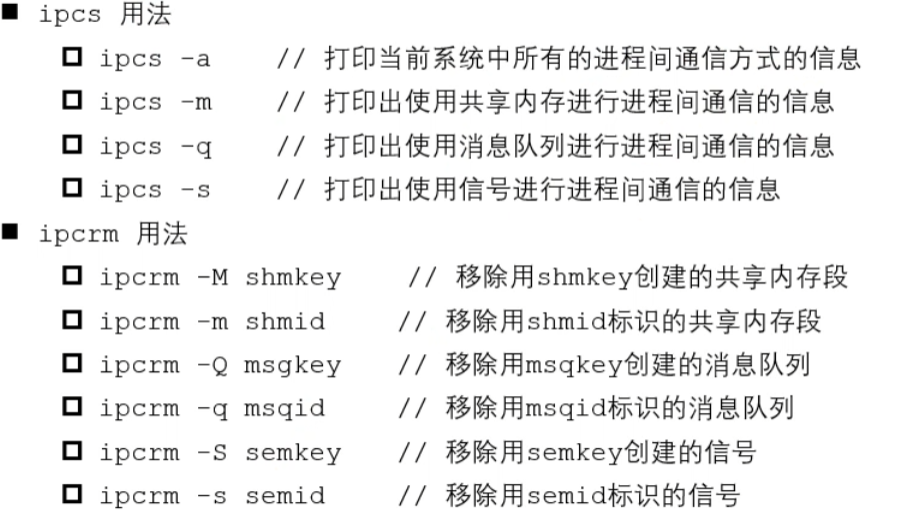 ■ ipcs 用法
□ ipcs -a // 打印当前系统中所有的进程间通信方式的信息
□ ipcs -m // 打印出使用共享内存进行进程间通信的信息
□ ipcs -q // 打印出使用消息队列进行进程间通信的信息
□ ipcs -s // 打印出使用信号进行进程间通信的信息
■ ipcrm 用法
□ ipcrm -M shmkey // 移除用shmkey创建的共享内存段
□ ipcrm -m shmid // 移除用shmid标识的共享内存段
□ ipcrm -Q msgkey // 移除用msqkey创建的消息队列
□ ipcrm -q msqid // 移除用msqid标识的消息队列
□ ipcrm -S semkey // 移除用semkey创建的信号
□ ipcrm -s semid // 移除用semid标识的信号